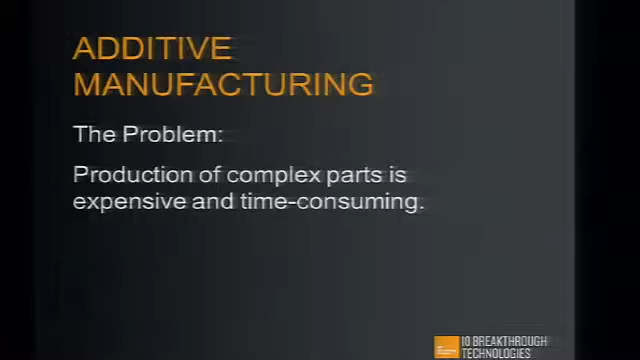 ADDITIVE
MANUFACTURING
The Problem:
Production of complex parts is
expensive and time-consuming.
10 BREAKTHROUGH
TECHNOLOGIES